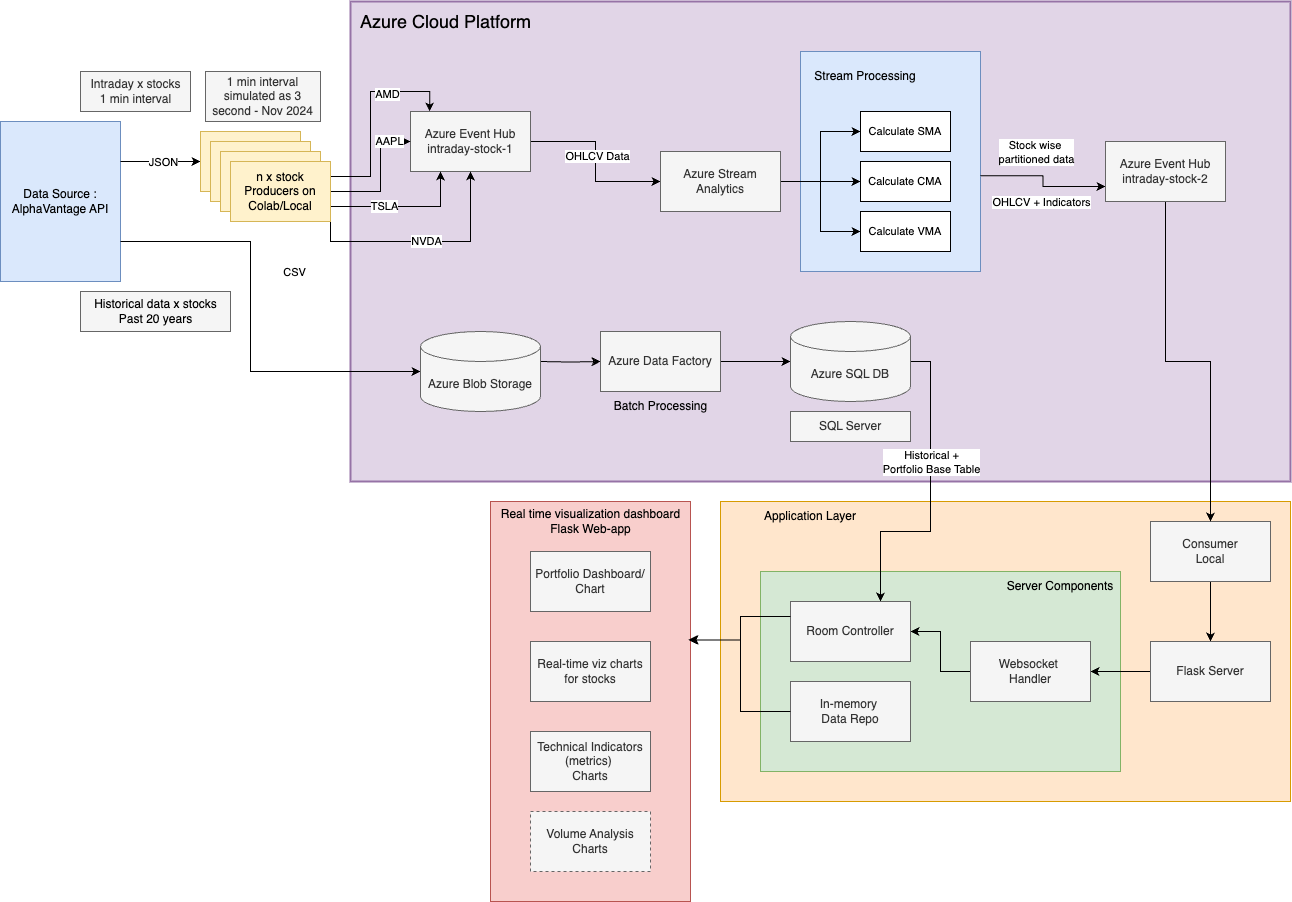 Azure Cloud Platform
Intraday x stocks
1 min interval
1 min interval
simulated as 3
second - Nov 2024
Data Source :
AlphaVantage API
JSON
n x stock
Producers on
Colab/Local
AMD
AAPL
TSLA
NVDA
Azure Event Hub
intraday-stock-1
OHLCV Data
Azure Stream
Analytics
Stream Processing
Calculate SMA
Calculate CMA
Calculate VMA
Stock wise
partitioned data
OHLCV + Indicators
Azure Event Hub
intraday-stock-2
CSV
Historical data x stocks
Past 20 years
Azure Blob Storage
Azure Data Factory
Batch Processing
Azure SQL DB
SQL Server
Historical +
Portfolio Base Table
Real time visualization dashboard
Flask Web-app
Portfolio Dashboard/
Chart
Real-time viz charts
for stocks
Technical Indicators
(metrics)
Charts
Volume Analysis
Charts
Application Layer
Server Components
Room Controller
In-memory
Data Repo
Websocket
Handler
Consumer
Local
Flask Server